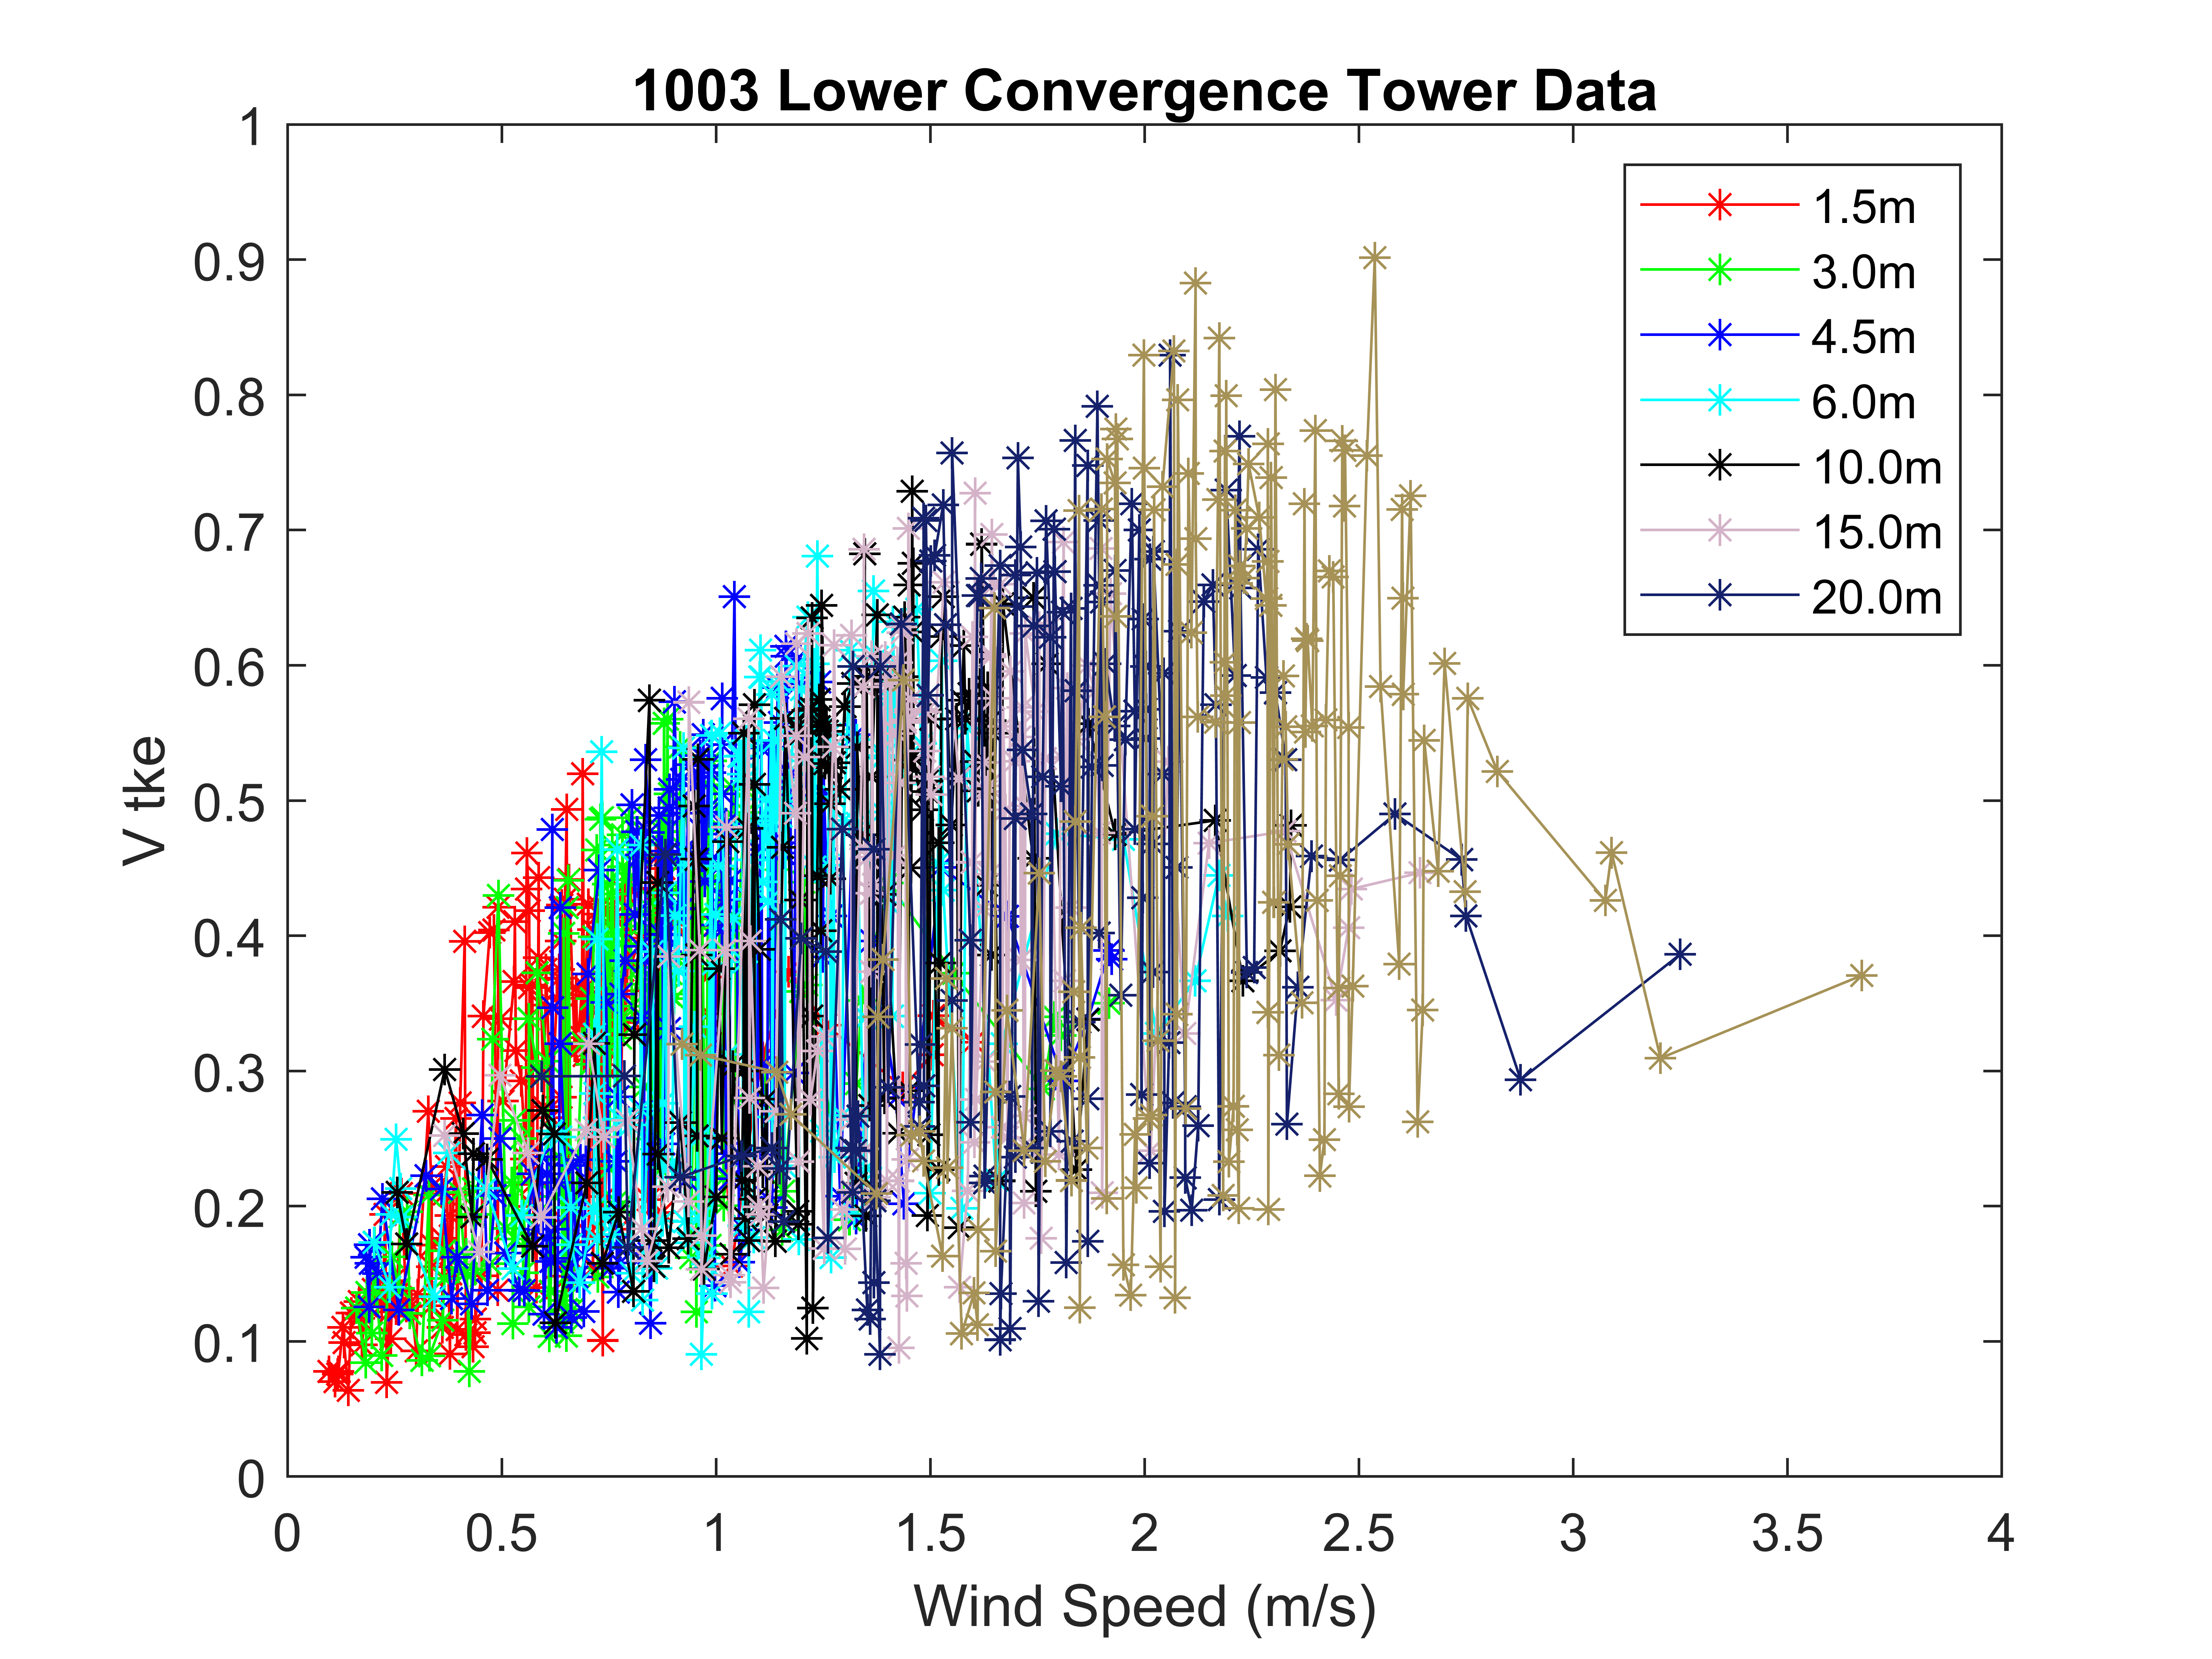 1003 Lower Convergence Tower Data
1
0.9
0.8
0.7
0.6
0.5
0.4
0.3
0.2
0.1
0
V tke
0 0.5 1 1.5 2 2.5 3 3.5 4
Wind Speed (m/s)
1.5m
3.0m
4.5m
6.0m
10.0m
15.0m
20.0m